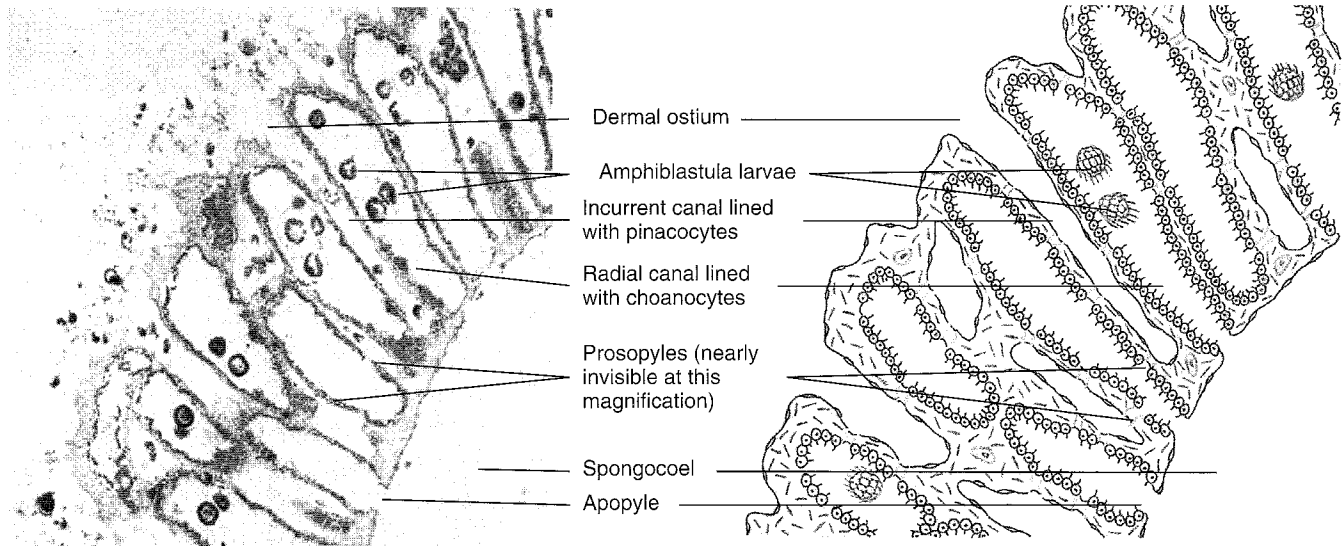 Dermal ostium
Amphiblastula larvae
Incurrent canal lined
with pinacocytes
Radial canal lined
with choanocytes
Prosopyles (nearly
invisible at this
magnification)
Spongocoel
Apopyle